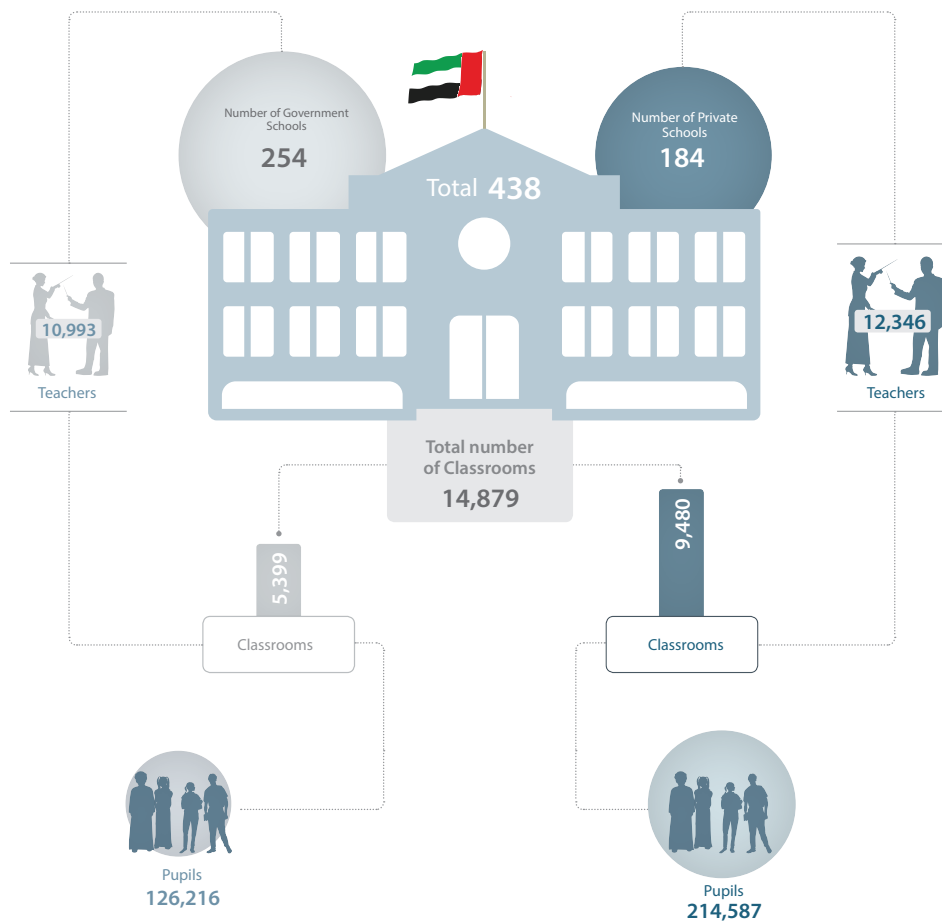 Number of Government
Schools
254
Number of Private
Schools
184
Total 438
10,993
Teachers
12,346
Teachers
Total number
of Classrooms
14,879
5,399
Classrooms
9,480
Classrooms
Pupils
126,216
Pupils
214,587